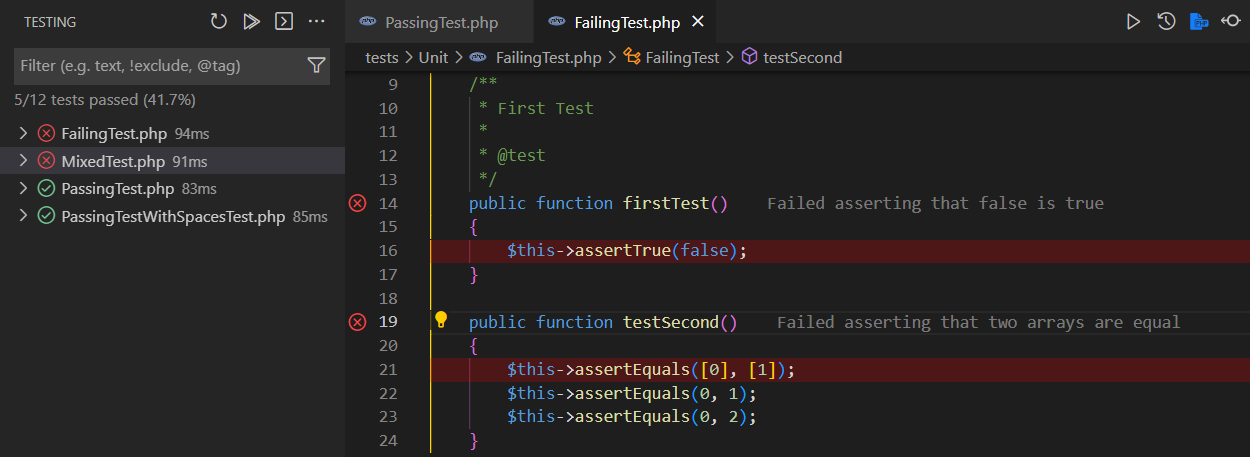 TESTING
Filter (e.g. text, !exclude, @tag)
5/12 tests passed (41.7%)
FailingTest.php 94ms
MixedTest.php 91ms
PassingTest.php 83ms
PassingTestWithSpacesTest.php 85ms
PassingTest.php
FailingTest.php
tests > Unit > FailingTest.php > FailingTest > testSecond
9 /**
10 * First Test
11 *
12 * @test
13 */
14 public function firstTest() Failed asserting that false is true
15 {
16 $this->assertTrue(false);
17 }
18
19 public function testSecond() Failed asserting that two arrays are equal
20 {
21 $this->assertEquals([0], [1]);
22 $this->assertEquals(0, 1);
23 $this->assertEquals(0, 2);
24 }